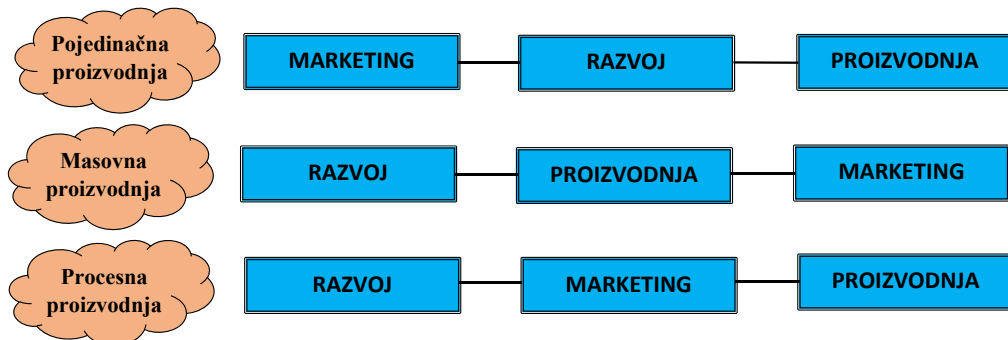 Pojedinačna
proizvodnja
MARKETING
RAZVOJ
PROIZVODNJA
Masovna
proizvodnja
RAZVOJ
PROIZVODNJA
MARKETING
Procesna
proizvodnja
RAZVOJ
MARKETING
PROIZVODNJA